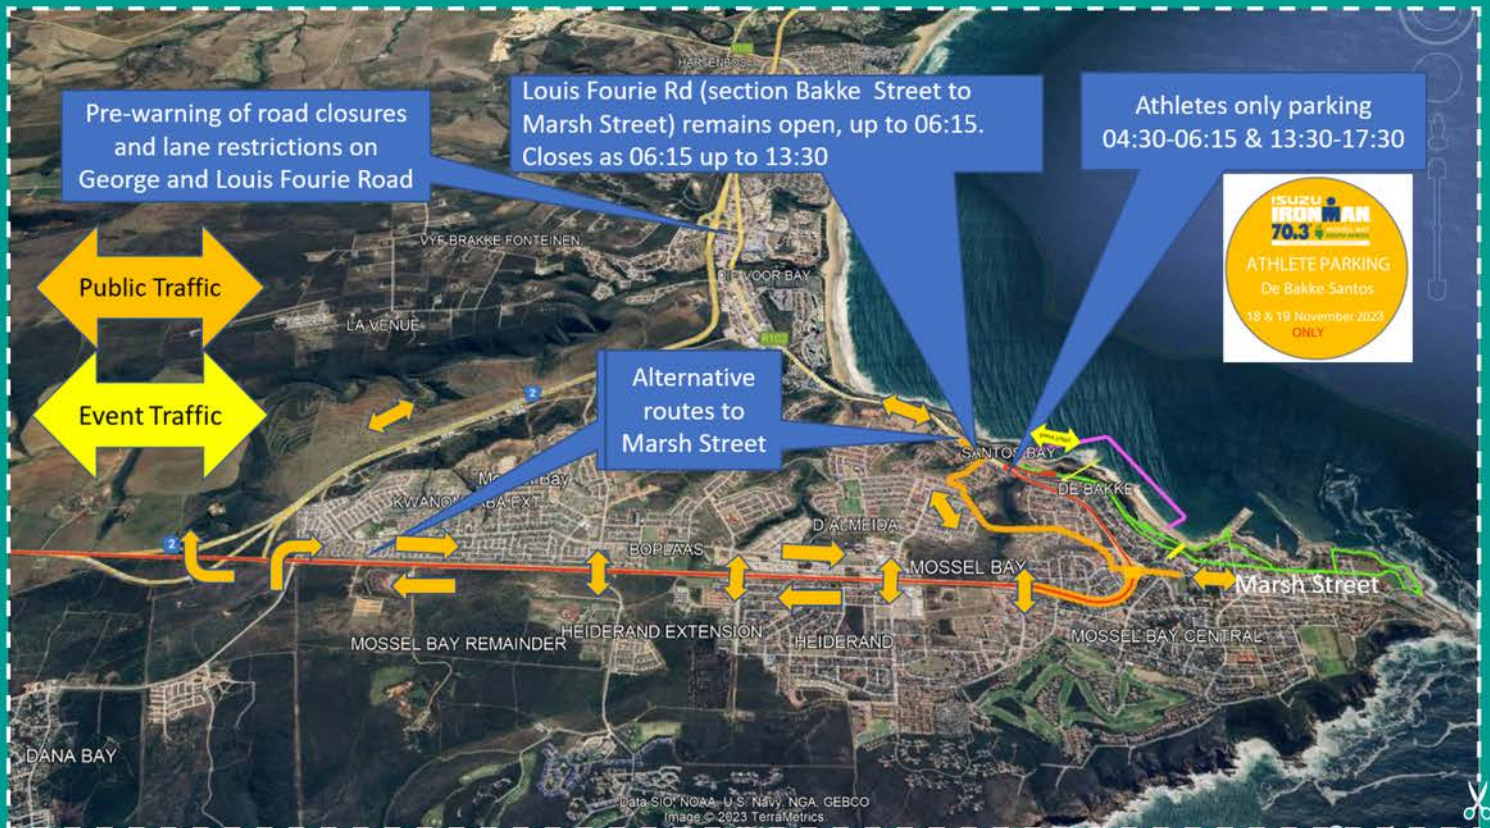 Pre-warning of road closures
and lane restrictions on
George and Louis Fourie Road
Louis Fourie Rd (section Bakke Street to
Marsh Street) remains open, up to 06:15.
Closes as 06:15 up to 13:30
Athletes only parking
04:30-06:15 & 13:30-17:30
ISUZU
IRONMAN
70.3
MOSSEL BAY
SOUTH AFRICA
ATHLETE PARKING
De Bakke Santos
18 & 19 November 2023
ONLY
Public Traffic
Event Traffic
Alternative
routes to
Marsh Street
VYF BRAKKE FONTEINEN
LA VENUE
R102
2
SANTOS BAY
DE BAKKE
D'ALMEIDA
BOPLAAS
2
MOSSEL BAY
Marsh Street
MOSSEL BAY REMAINDER
HEIDERAND EXTENSION
HEIDERAND
MOSSEL BAY CENTRAL
DANA BAY
Data SIO, NOAA, U.S. Navy, NGA, GEBCO
Image © 2023 TerraMetrics